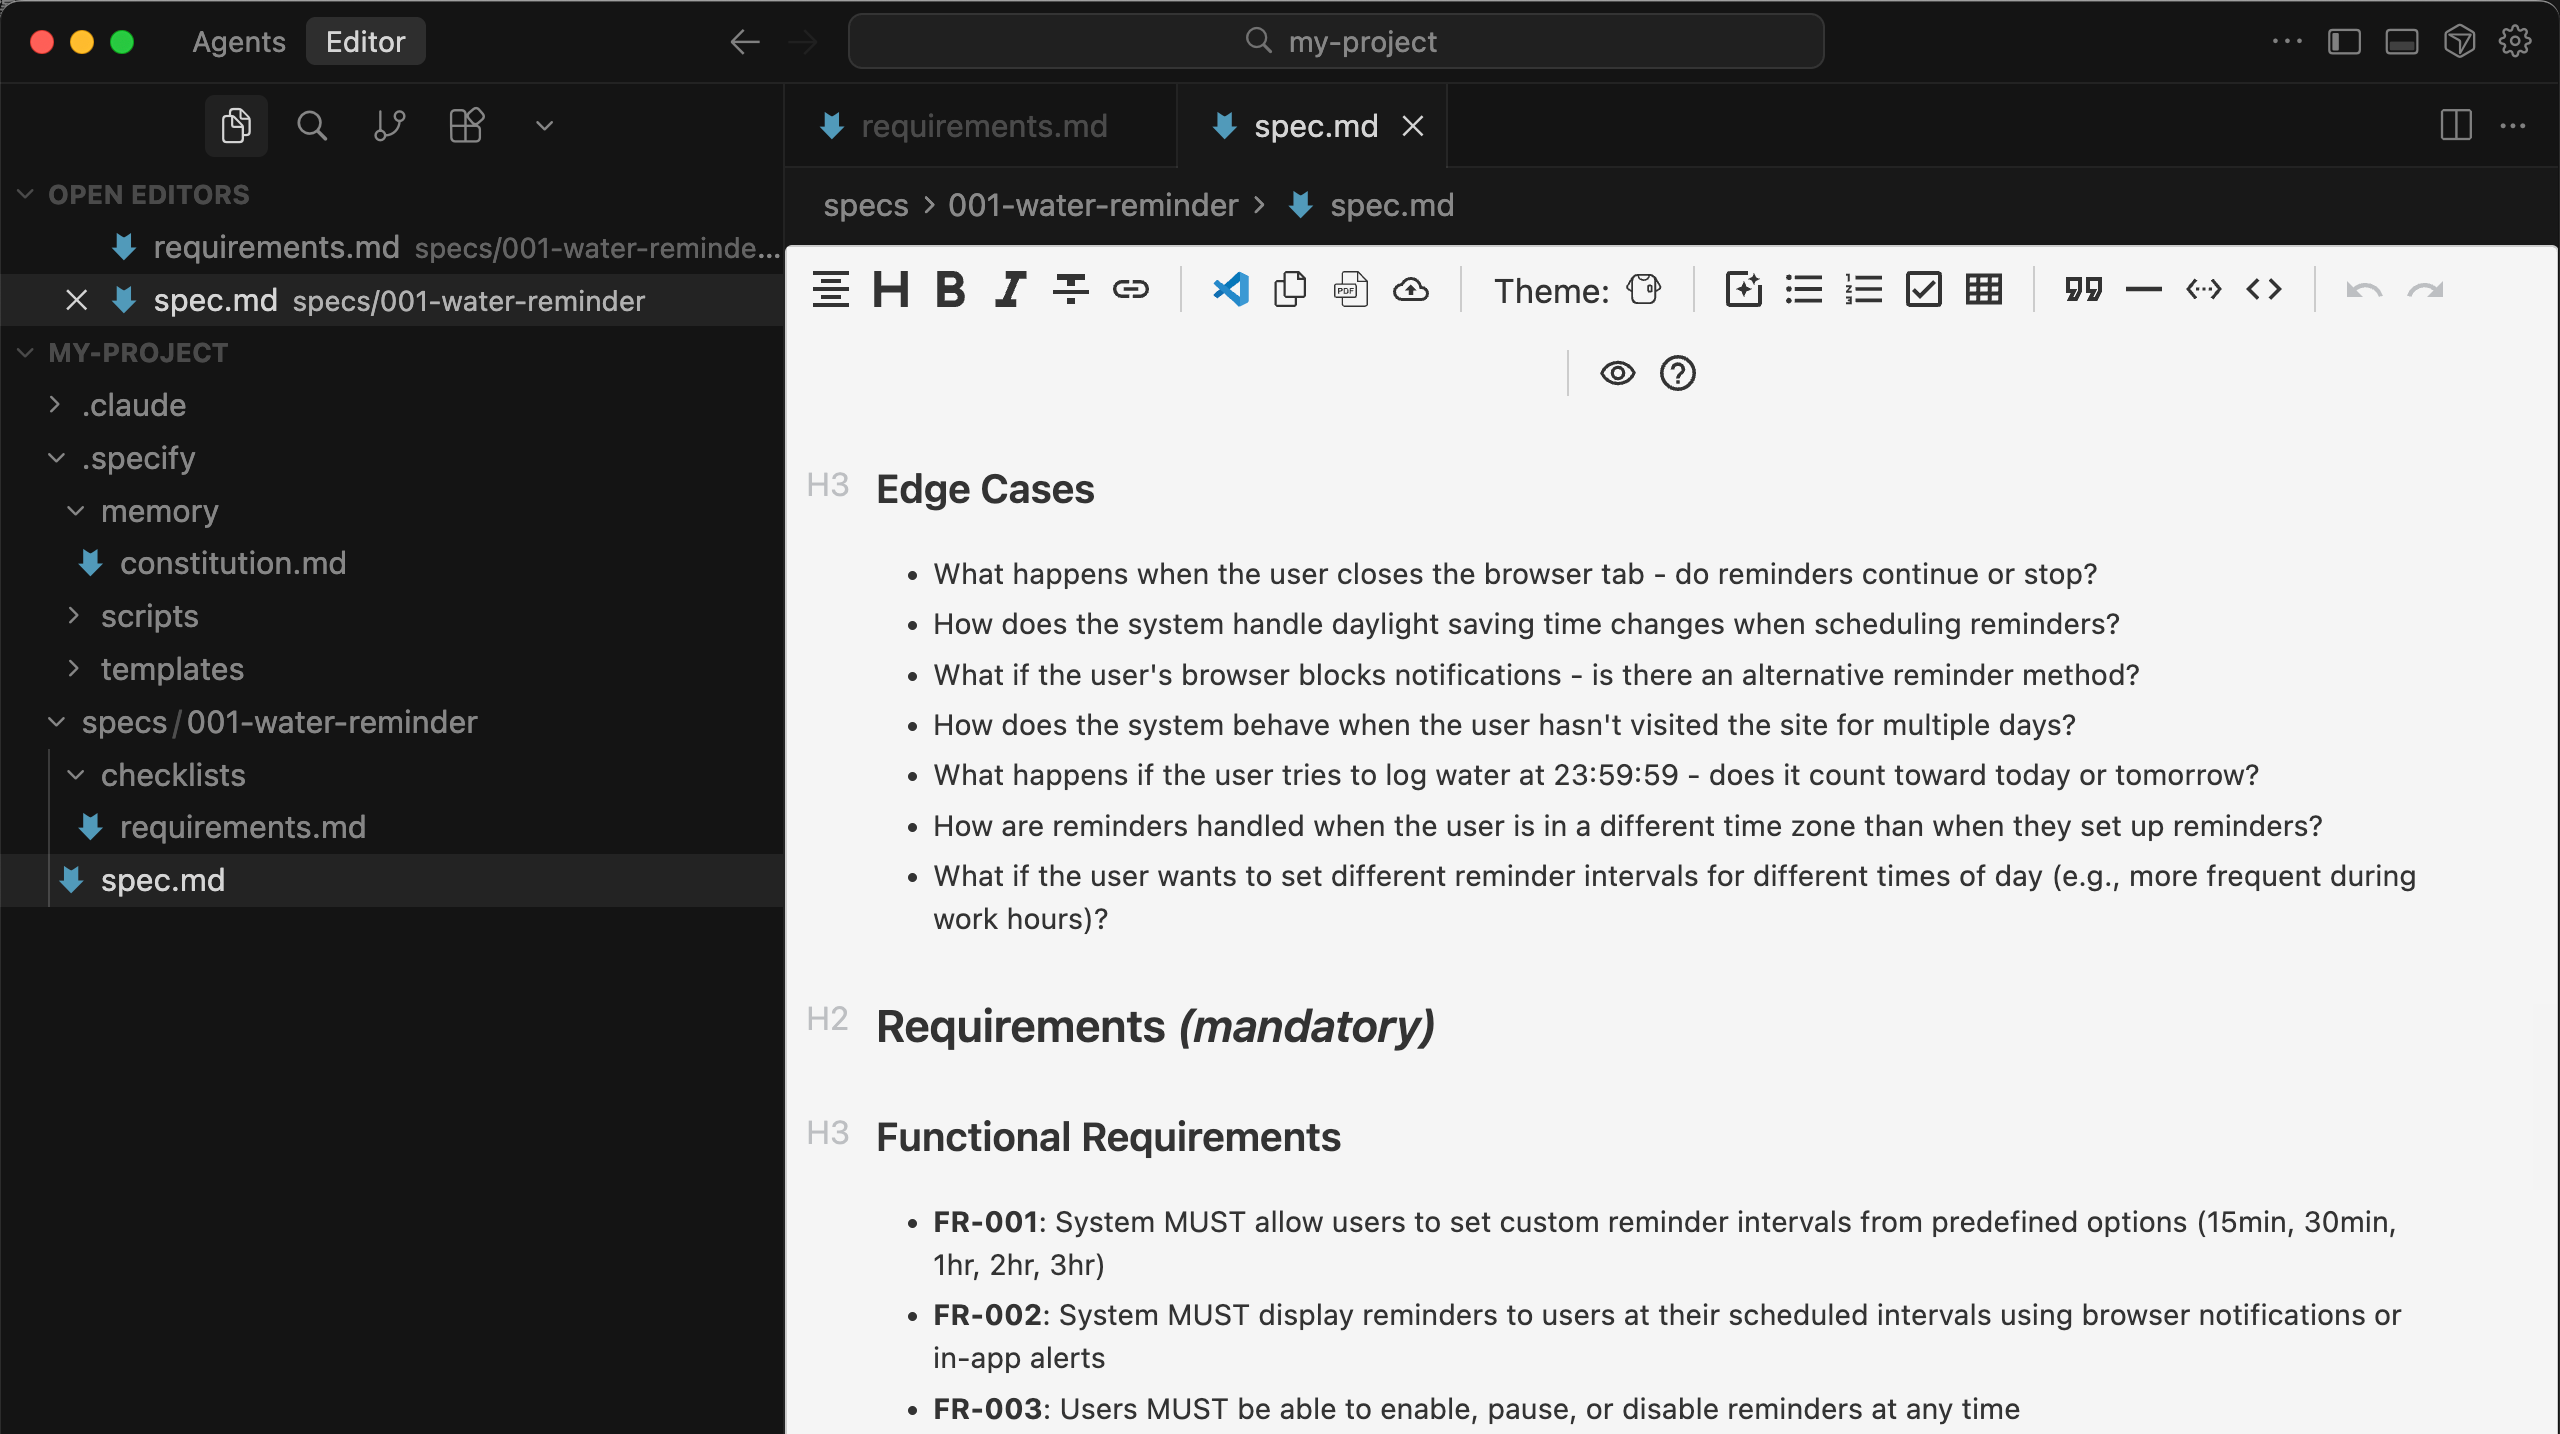 Agents Editor my-project
requirements.md spec.md
OPEN EDITORS
requirements.md specs/001-water-reminde...
spec.md specs/001-water-reminder
MY-PROJECT
.claude
.specify
memory
constitution.md
scripts
templates
specs/001-water-reminder
checklists
requirements.md
spec.md
specs > 001-water-reminder > spec.md
H B I PDF Theme:
H3 Edge Cases
• What happens when the user closes the browser tab - do reminders continue or stop?
• How does the system handle daylight saving time changes when scheduling reminders?
• What if the user's browser blocks notifications - is there an alternative reminder method?
• How does the system behave when the user hasn't visited the site for multiple days?
• What happens if the user tries to log water at 23:59:59 - does it count toward today or tomorrow?
• How are reminders handled when the user is in a different time zone than when they set up reminders?
• What if the user wants to set different reminder intervals for different times of day (e.g., more frequent during
work hours)?
H2 Requirements (mandatory)
H3 Functional Requirements
• FR-001: System MUST allow users to set custom reminder intervals from predefined options (15min, 30min,
1hr, 2hr, 3hr)
• FR-002: System MUST display reminders to users at their scheduled intervals using browser notifications or
in-app alerts
• FR-003: Users MUST be able to enable, pause, or disable reminders at any time